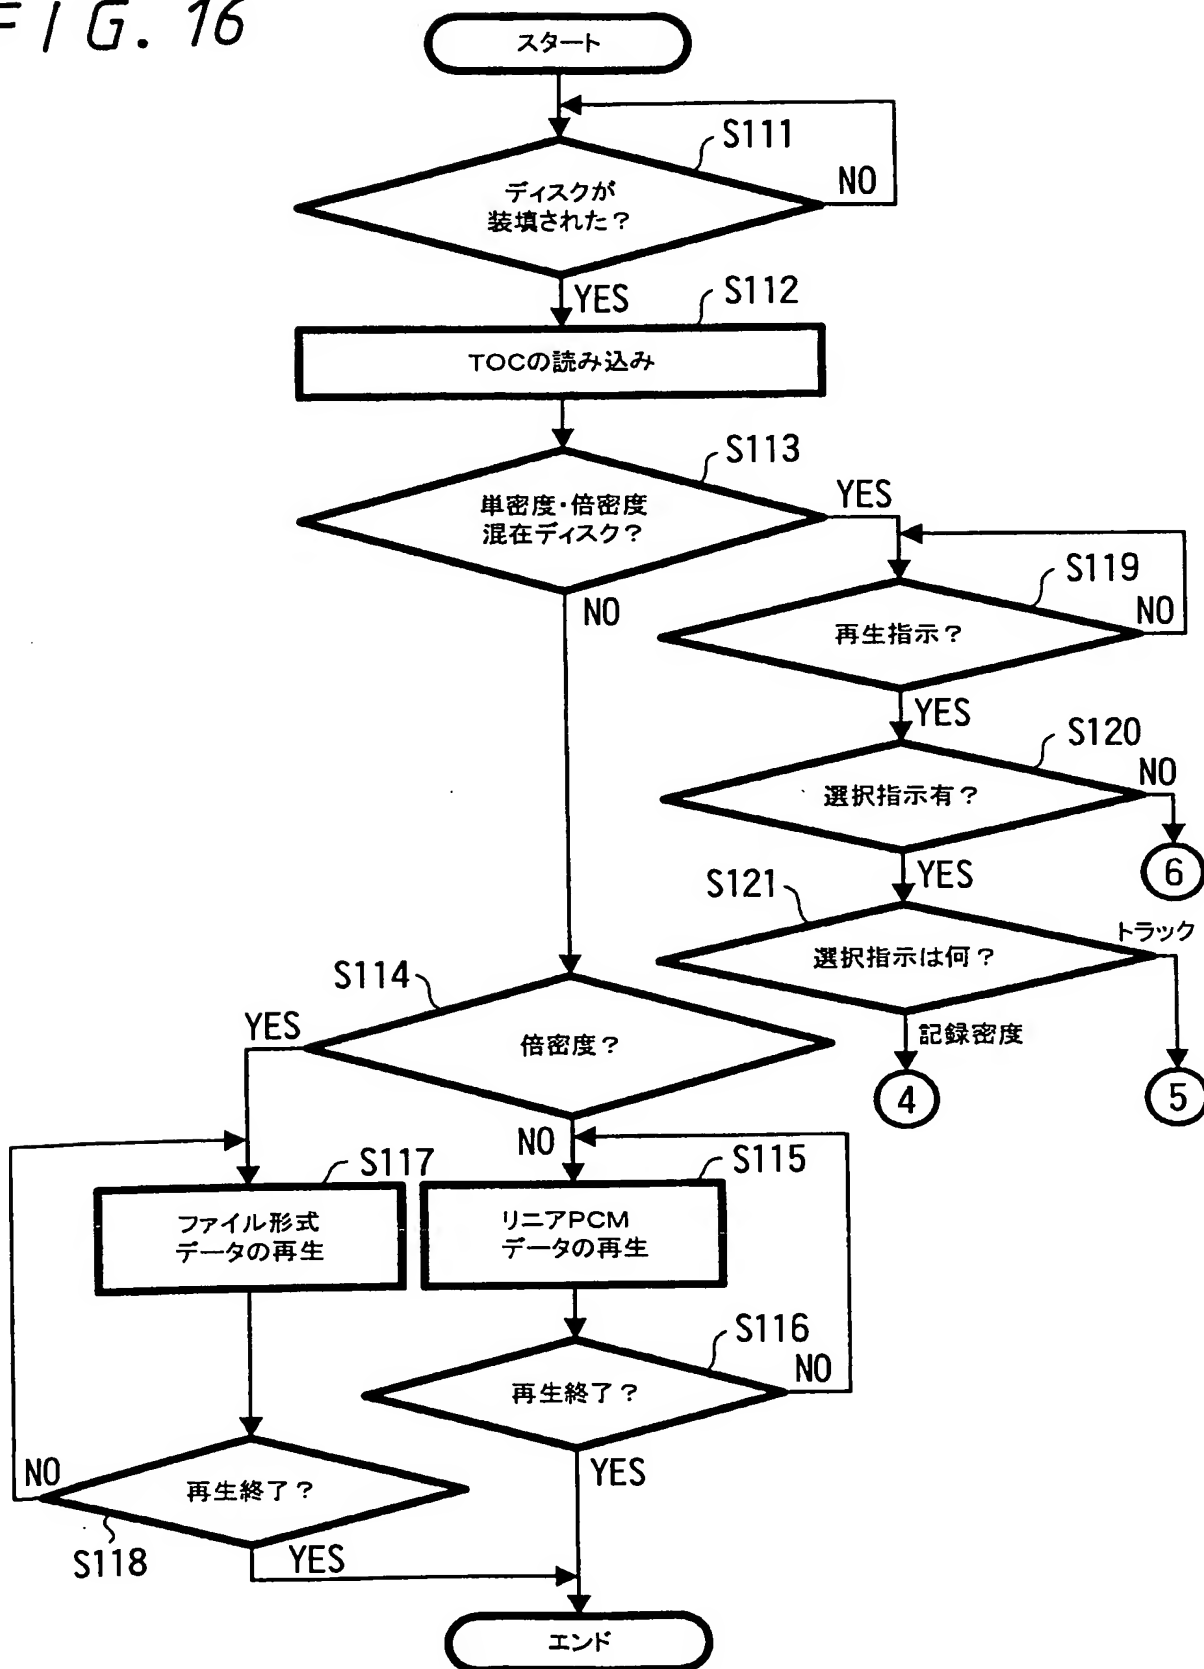 FIG. 16
スタート
S111
ディスクが
装填された?
NO
YES
S112
TOCの読み込み
S113
単密度・倍密度
混在ディスク?
YES
NO
S119
再生指示?
NO
YES
S120
選択指示有?
NO
6
YES
S121
選択指示は何?
トラック
記録密度
4
5
S114
倍密度?
YES
NO
S117
ファイル形式
データの再生
S115
リニアPCM
データの再生
S116
再生終了?
NO
YES
NO
再生終了?
S118
YES
エンド